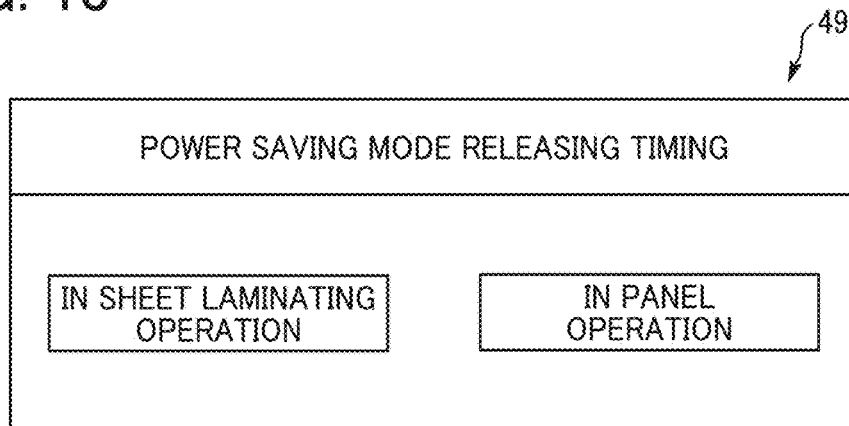 49
POWER SAVING MODE RELEASING TIMING
IN SHEET LAMINATING
OPERATION
IN PANEL
OPERATION